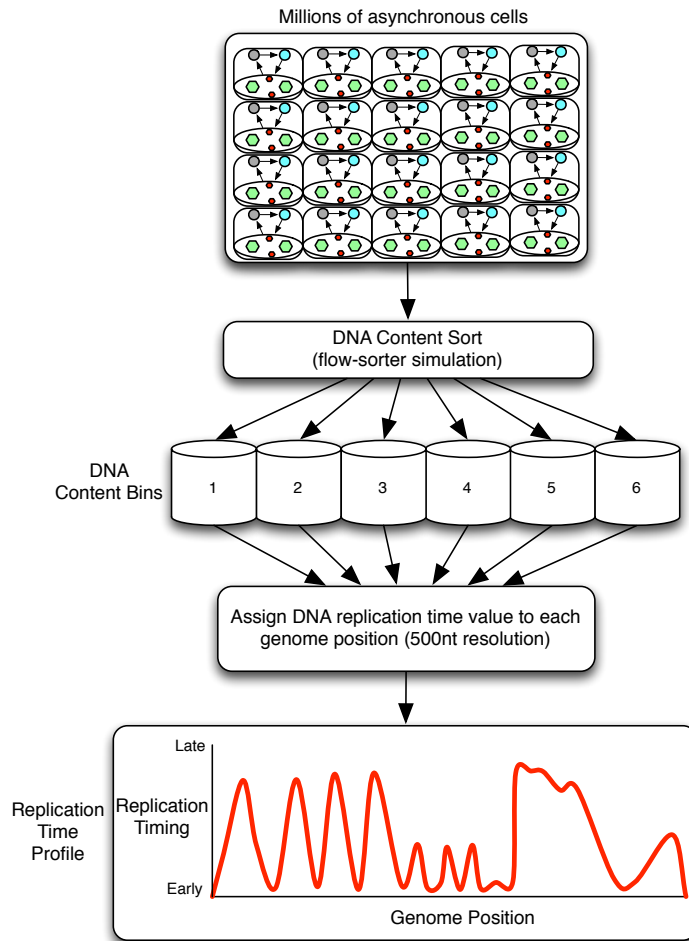 Millions of asynchronous cells
DNA Content Sort
(flow-sorter simulation)
DNA
Content Bins
1
2
3
4
5
6
Assign DNA replication time value to each
genome position (500nt resolution)
Replication
Time
Profile
Late
Replication
Timing
Early
Genome Position